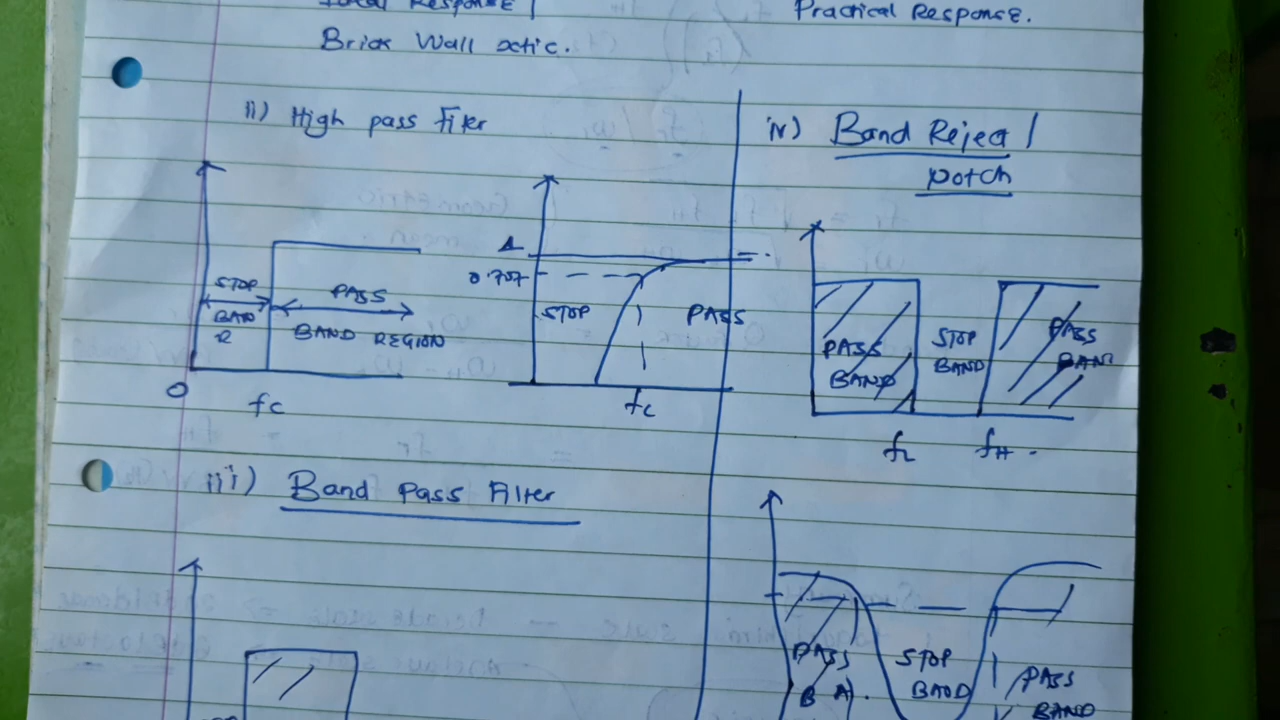 Response
Practical Response.
Brick Wall
ii) High pass Filter
STOP
BAND
R
PASS
BAND REGION
0
fc
1
0.707
STOP
PASS
fc
iv) Band Reject /
Notch
PASS
BAND
STOP
BAND
PASS
BAND
fL
fH.
iii) Band Pass Filter
PASS
STOP
BAND
PASS
BAND